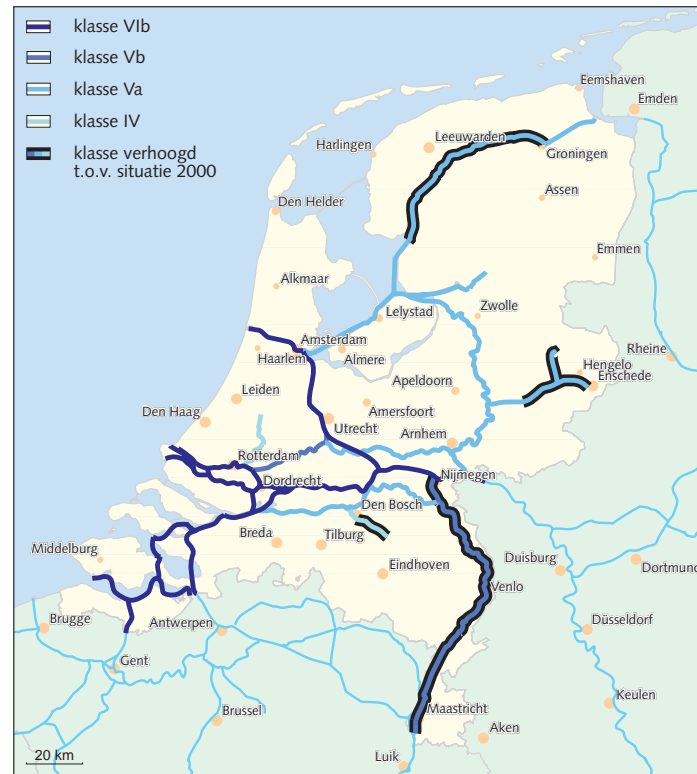 klasse VIb
klasse Vb
klasse Va
klasse IV
klasse verhoogd
t.o.v. situatie 2000
Eemshaven
Emden
Leeuwarden
Harlingen
Groningen
Assen
Den Helder
Emmen
Alkmaar
Zwolle
Lelystad
Amsterdam
Rheine
Haarlem
Almere
Hengelo
Enschede
Apeldoorn
Leiden
Amersfoort
Den Haag
Utrecht
Arnhem
Rotterdam
Nijmegen
Dordrecht
Den Bosch
Breda
Tilburg
Middelburg
Eindhoven
Duisburg
Dortmund
Venlo
Brugge
Antwerpen
Düsseldorf
Gent
Keulen
Maastricht
Brussel
Aken
20 km
Luik